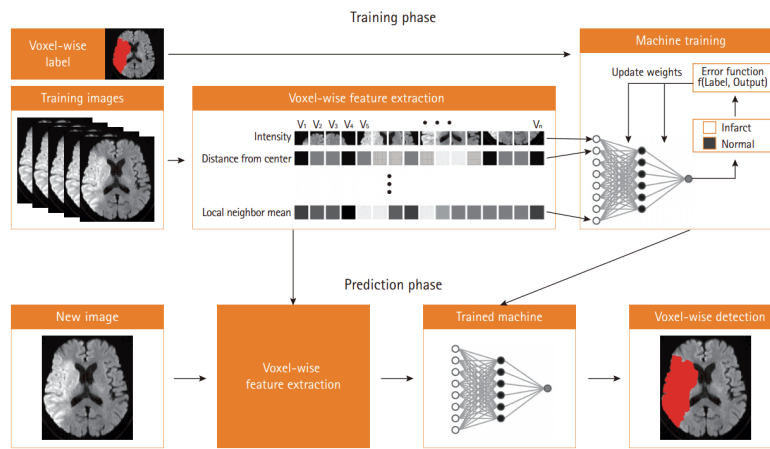 Training phase
Voxel-wise
label
Machine training
Update weights
Error function
f(Label, Output)
Training images
Voxel-wise feature extraction
V1 V2 V3 V4 V5 • • • Vn
Intensity
Distance from center
Local neighbor mean
Infarct
Normal
Prediction phase
New image
Voxel-wise
feature extraction
Trained machine
Voxel-wise detection